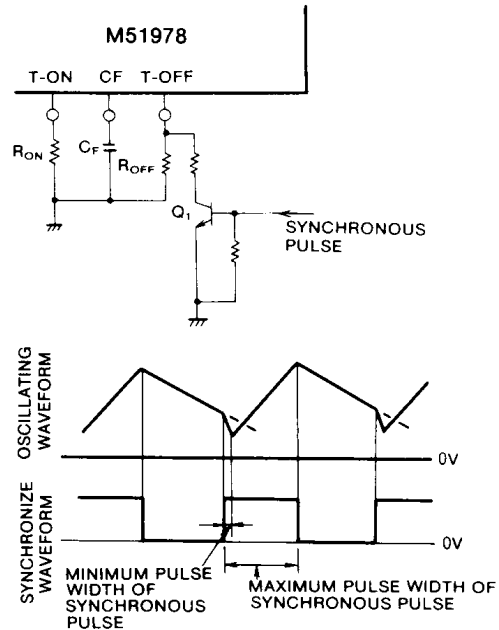 M51978
T-ON CF T-OFF
RON
CF
ROFF
Q1
SYNCHRONOUS
PULSE
OSCILLATING
WAVEFORM
0V
SYNCHRONIZE
WAVEFORM
0V
MINIMUM PULSE
WIDTH OF
SYNCHRONOUS
PULSE
MAXIMUM PULSE WIDTH OF
SYNCHRONOUS PULSE